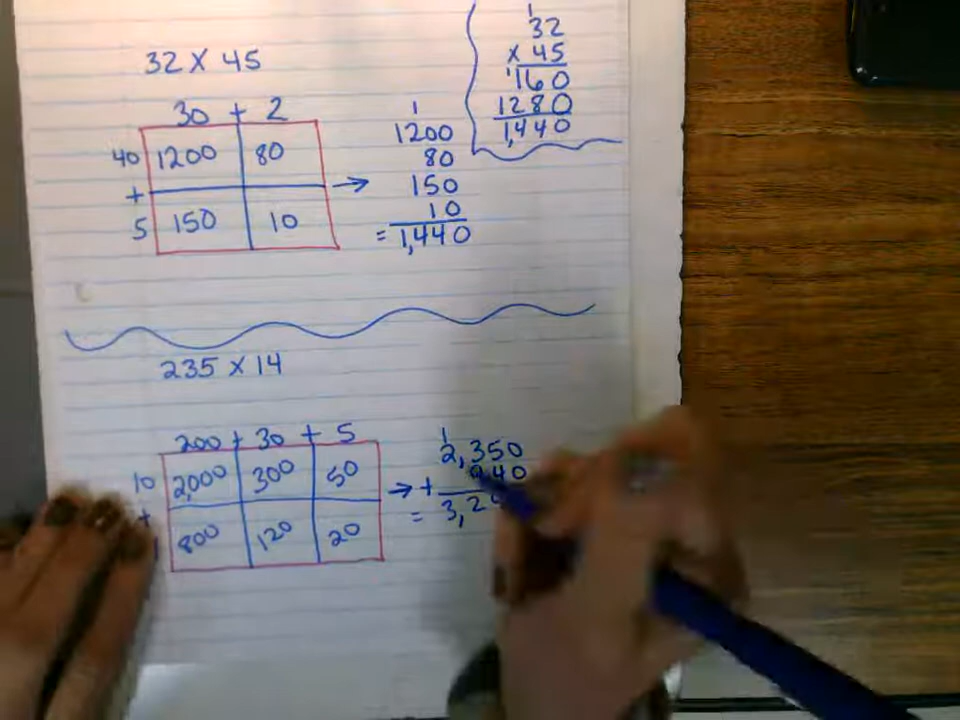 32 X 45
30 + 2
40 1200 80
+
5 150 10
→
1
1200
80
150
10
= 1,440
1
32
x 45
1160
1280
1,440
235 X 14
200 + 30 + 5
10 2,000 300 50
+
800 120 20
→
1
2,350
+ 940
= 3,2